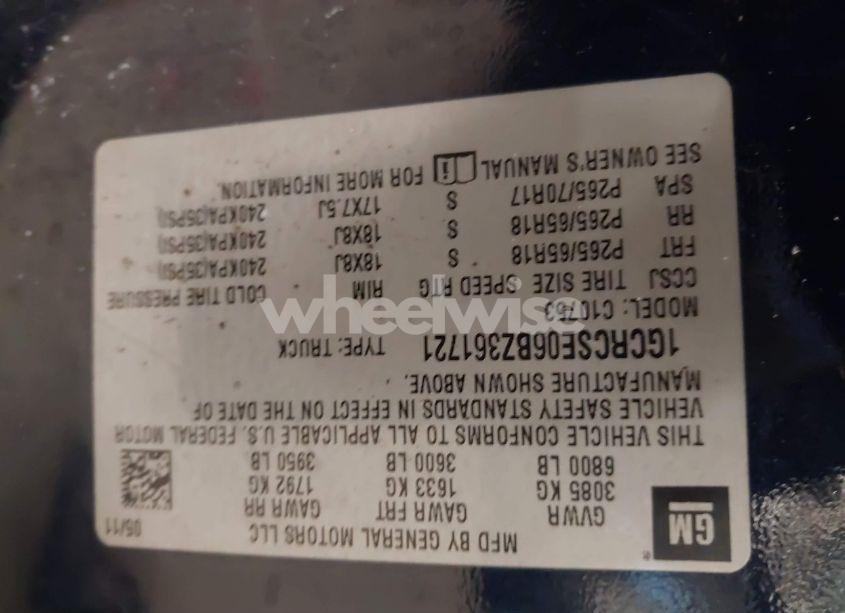 MFD BY GENERAL MOTORS LLC 05/11
GM
GVWR GAWR FRT GAWR RR
3085 KG 1633 KG 1792 KG
6800 LB 3600 LB 3950 LB
THIS VEHICLE CONFORMS TO ALL APPLICABLE U.S. FEDERAL MOTOR
VEHICLE SAFETY STANDARDS IN EFFECT ON THE DATE OF
MANUFACTURE SHOWN ABOVE.
1GCRCSE06BZ361721 TYPE: TRUCK
MODEL: C10753
CCSJ TIRE SIZE SPEED RTG RIM COLD TIRE PRESSURE
FRT P265/65R18 S 18X8J 240KPA(35PSI)
RR P265/65R18 S 18X8J 240KPA(35PSI)
SPA P265/70R17 S 17X7.5J 240KPA(35PSI)
SEE OWNER'S MANUAL i FOR MORE INFORMATION.
wheelwise